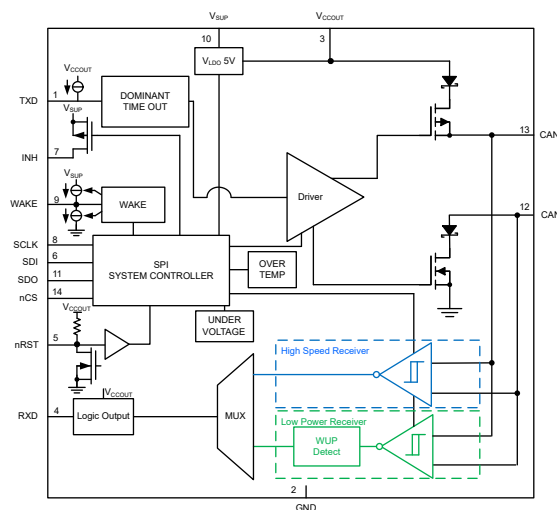 VSUP
VCCOUT
10
3
VLDO 5V
VCCOUT
TXD
1
DOMINANT
TIME OUT
VSUP
13
CAN
INH
7
VSUP
WAKE
9
WAKE
Driver
12
CAN
SCLK
8
SDI
6
SPI
SYSTEM CONTROLLER
OVER
TEMP
SDO
11
nCS
14
VCCOUT
UNDER
VOLTAGE
nRST
5
High Speed Receiver
VCCOUT
RXD
4
Logic Output
MUX
Low Power Receiver
WUP
Detect
2
GND